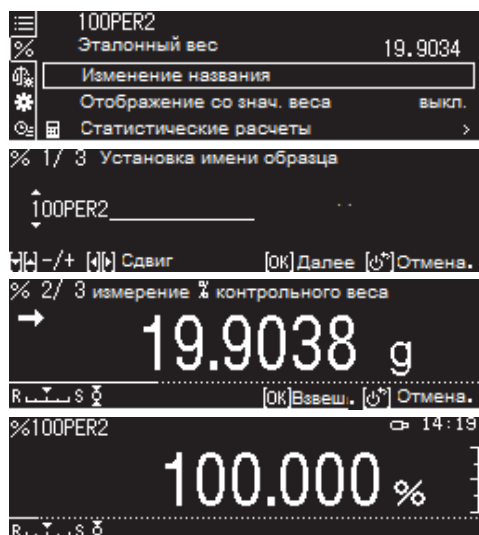 100PER2
Эталонный вес 19.9034
Изменение названия
Отображение со знач. веса выкл.
Статистические расчеты >
% 1/ 3 Установка имени образца
100PER2
-/+ Сдвиг [OK]Далее Отмена.
% 2/ 3 измерение % контрольного веса
19.9038 g
R S [OK]Взвеш. Отмена.
%100PER2 14:19
100.000 %
R S